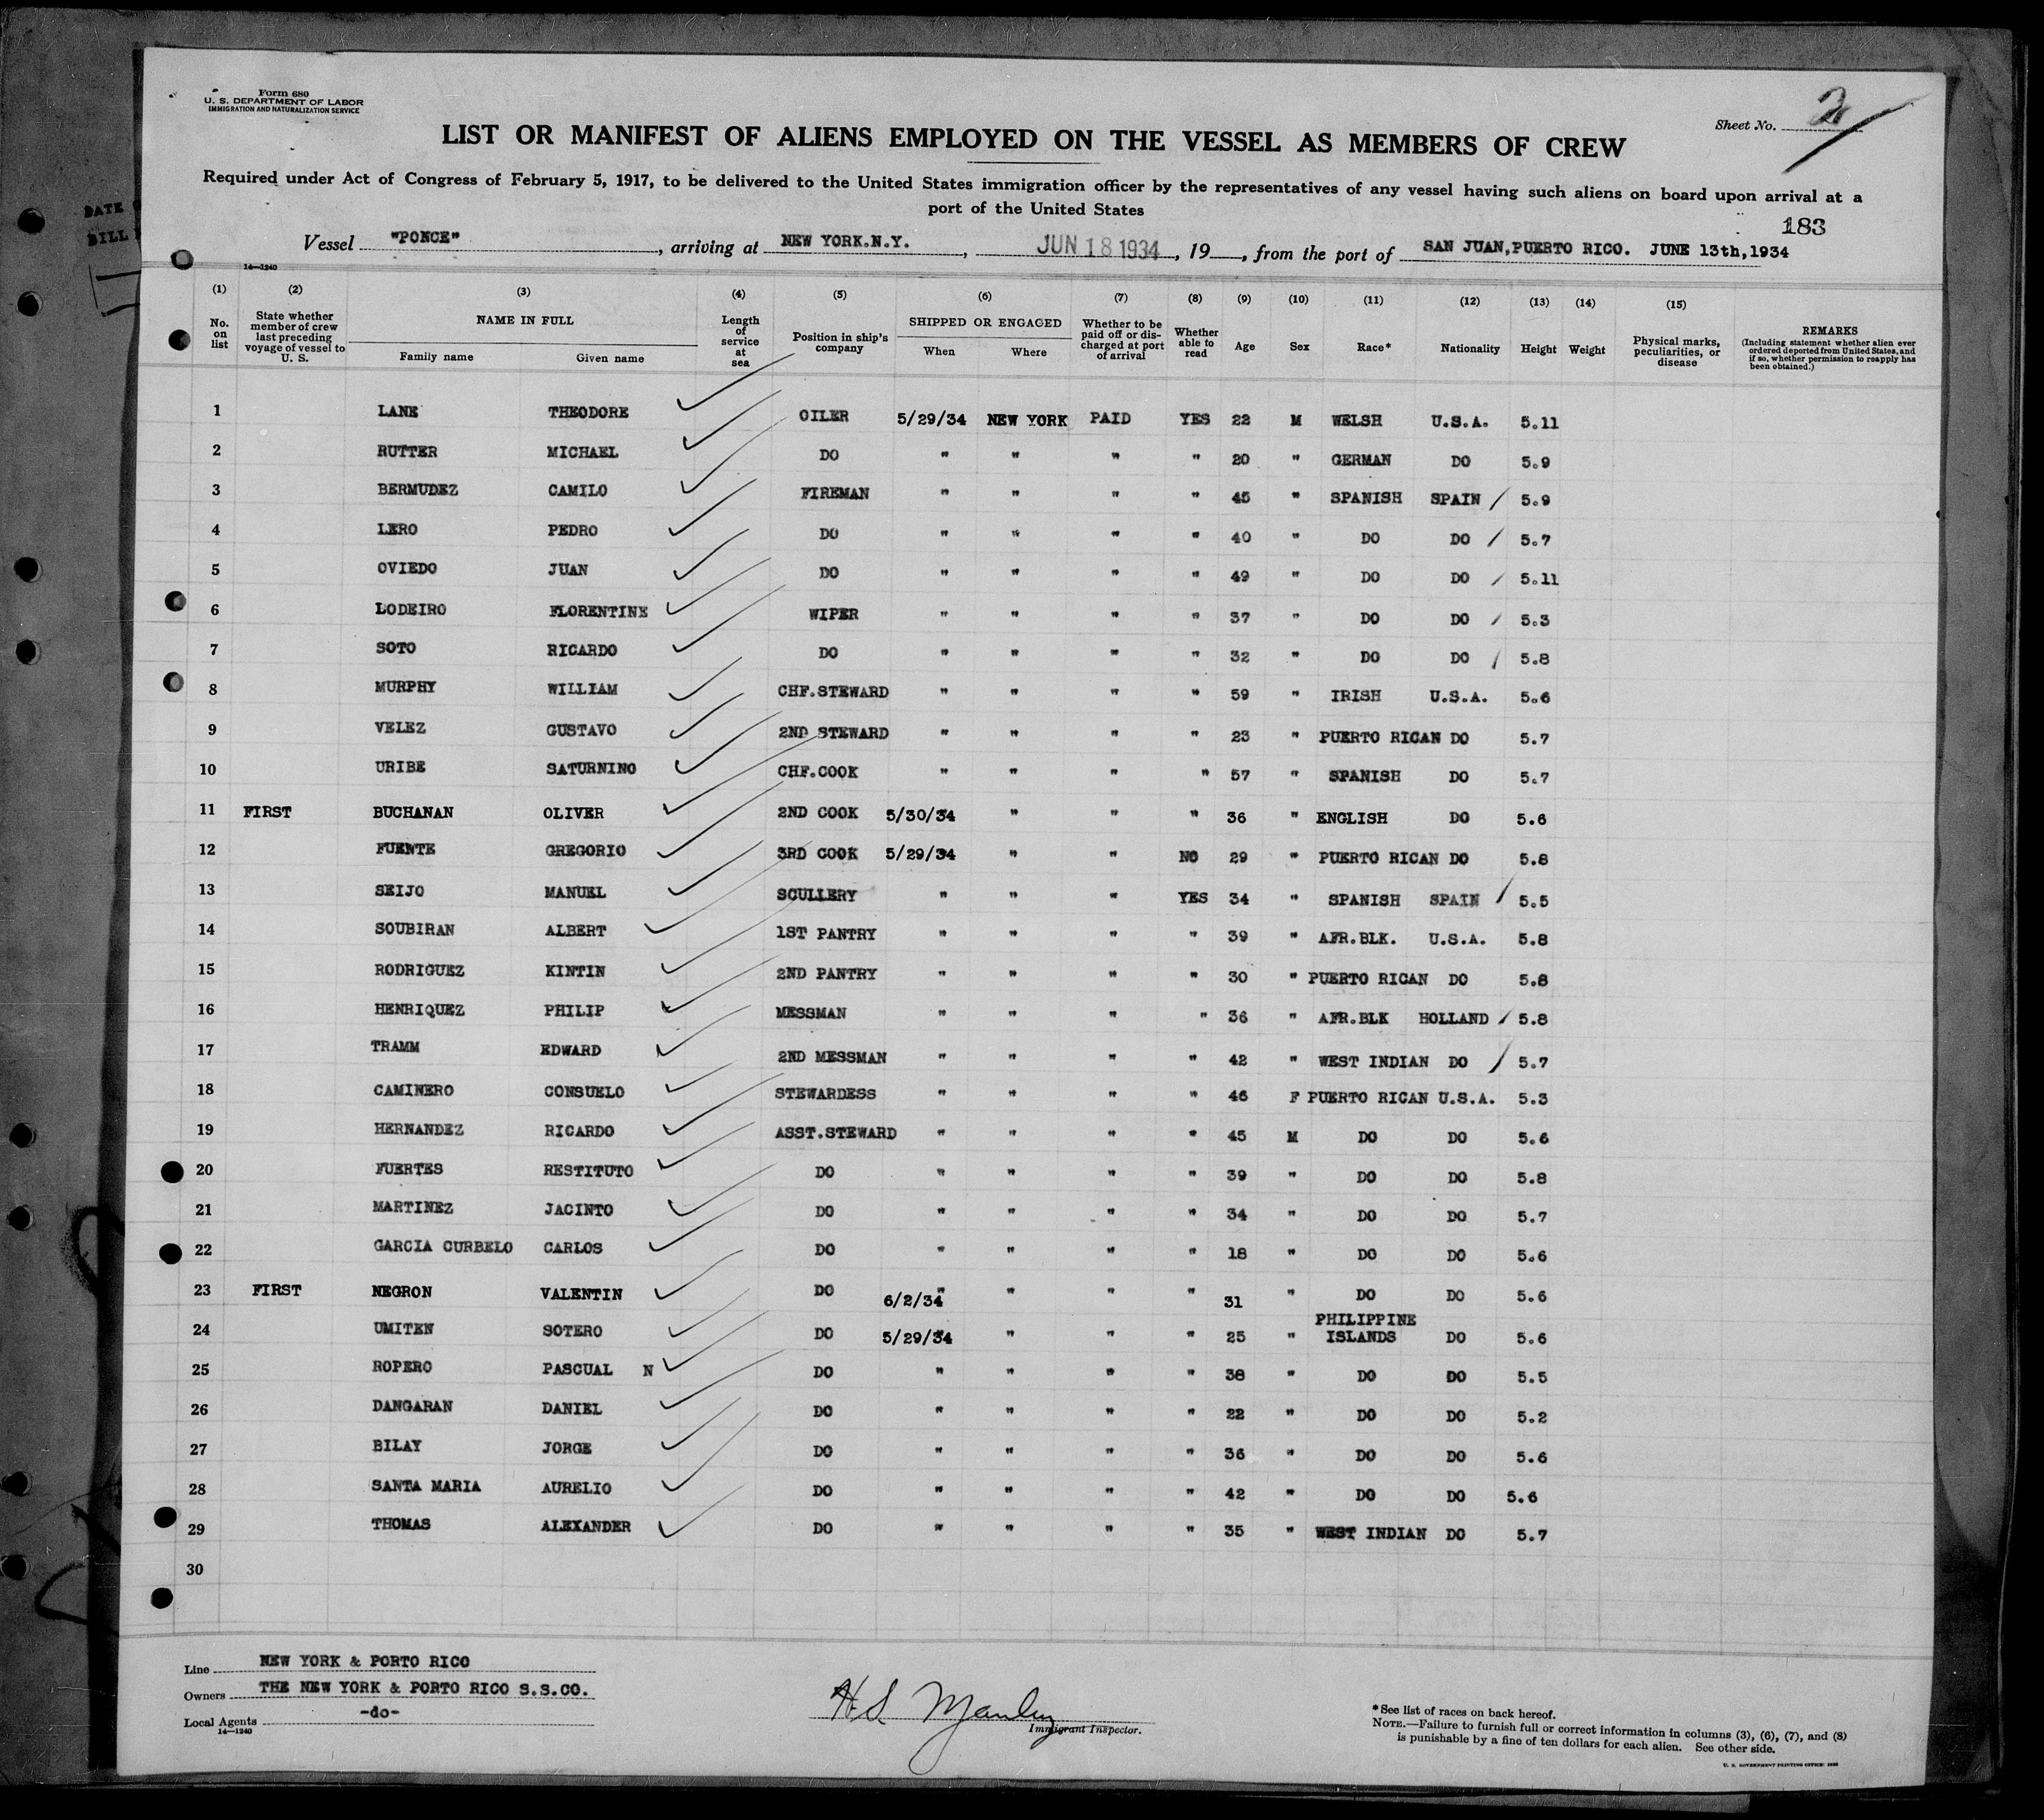 Form 680
U. S. DEPARTMENT OF LABOR
IMMIGRATION AND NATURALIZATION SERVICE
Sheet No. 2
LIST OR MANIFEST OF ALIENS EMPLOYED ON THE VESSEL AS MEMBERS OF CREW
Required under Act of Congress of February 5, 1917, to be delivered to the United States immigration officer by the representatives of any vessel having such aliens on board upon arrival at a
port of the United States
183
DATE
BILL
Vessel "PONCE", arriving at NEW YORK.N.Y., JUN 18 1934, 19, from the port of SAN JUAN,PUERTO RICO. JUNE 13th,1934
14—1240
(1) (2) (3) (4) (5) (6) (7) (8) (9) (10) (11) (12) (13) (14) (15)
No. on list
State whether member of crew last preceding voyage of vessel to U. S.
NAME IN FULL
Family name Given name
Length of service at sea
Position in ship's company
SHIPPED OR ENGAGED
When Where
Whether to be paid off or discharged at port of arrival
Whether able to read
Age Sex Race* Nationality Height Weight
Physical marks, peculiarities, or disease
REMARKS
(Including statement whether alien ever ordered deported from United States, and if so, whether permission to reapply has been obtained.)
1 LANE THEODORE OILER 5/29/34 NEW YORK PAID YES 22 M WELSH U.S.A. 5.11
2 RUTTER MICHAEL DO " " " " 20 " GERMAN DO 5.9
3 BERMUDEZ CAMILO FIREMAN " " " " 45 " SPANISH SPAIN / 5.9
4 LERO PEDRO DO " " " " 40 " DO DO / 5.7
5 OVIEDO JUAN DO " " " " 49 " DO DO / 5.11
6 LODEIRO FLORENTINE WIPER " " " " 37 " DO DO / 5.3
7 SOTO RICARDO DO " " " " 32 " DO DO / 5.8
8 MURPHY WILLIAM CHF.STEWARD " " " " 59 " IRISH U.S.A. 5.6
9 VELEZ GUSTAVO 2ND STEWARD " " " " 23 " PUERTO RICAN DO 5.7
10 URIBE SATURNINO CHF.COOK " " " " 57 " SPANISH DO 5.7
11 FIRST BUCHANAN OLIVER 2ND COOK 5/30/34 " " " 36 " ENGLISH DO 5.6
12 FUENTE GREGORIO 3RD COOK 5/29/34 " " NO 29 " PUERTO RICAN DO 5.8
13 SEIJO MANUEL SCULLERY " " " YES 34 " SPANISH SPAIN / 5.5
14 SOUBIRAN ALBERT 1ST PANTRY " " " " 39 " AFR.BLK. U.S.A. 5.8
15 RODRIGUEZ KINTIN 2ND PANTRY " " " " 30 " PUERTO RICAN DO 5.8
16 HENRIQUEZ PHILIP MESSMAN " " " " 36 " AFR.BLK HOLLAND / 5.8
17 TRAMM EDWARD 2ND MESSMAN " " " " 42 " WEST INDIAN DO / 5.7
18 CAMINERO CONSUELO STEWARDESS " " " " 46 F PUERTO RICAN U.S.A. 5.3
19 HERNANDEZ RICARDO ASST.STEWARD " " " " 45 M DO DO 5.6
20 FUERTES RESTITUTO DO " " " " 39 " DO DO 5.8
21 MARTINEZ JACINTO DO " " " " 34 " DO DO 5.7
22 GARCIA CURBELO CARLOS DO " " " " 18 " DO DO 5.6
23 FIRST NEGRON VALENTIN DO 6/2/34 " " " 31 " DO DO 5.6
24 UMITEN SOTERO DO 5/29/34 " " " 25 " PHILIPPINE ISLANDS DO 5.6
25 ROPERO PASCUAL N DO " " " " 38 " DO DO 5.5
26 DANGARAN DANIEL DO " " " " 22 " DO DO 5.2
27 BILAY JORGE DO " " " " 36 " DO DO 5.6
28 SANTA MARIA AURELIO DO " " " " 42 " DO DO 5.6
29 THOMAS ALEXANDER DO " " " " 35 " WEST INDIAN DO 5.7
30
Line NEW YORK & PORTO RICO
Owners THE NEW YORK & PORTO RICO S.S.CO.
Local Agents -do-
14—1240
H.S. Manley
Immigrant Inspector.
*See list of races on back hereof.
NOTE.—Failure to furnish full or correct information in columns (3), (6), (7), and (8)
is punishable by a fine of ten dollars for each alien. See other side.
U. S. GOVERNMENT PRINTING OFFICE: